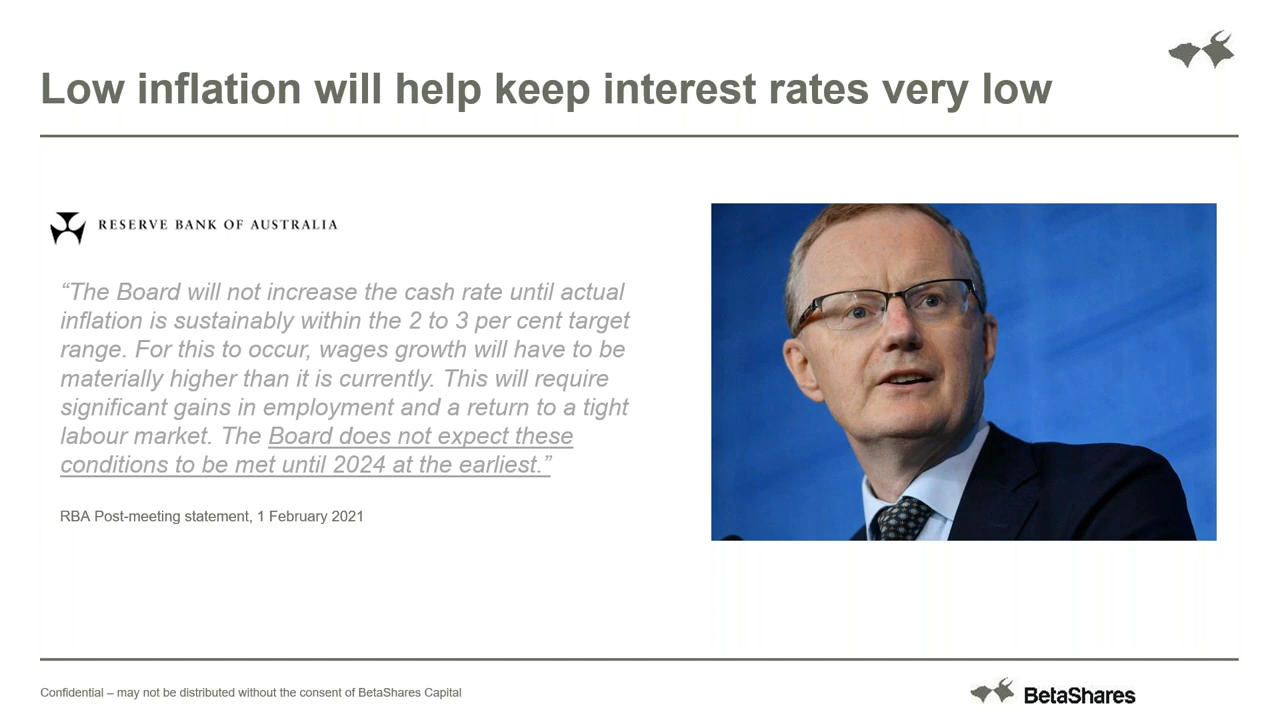 Low inflation will help keep interest rates very low
RESERVE BANK OF AUSTRALIA
“The Board will not increase the cash rate until actual
inflation is sustainably within the 2 to 3 per cent target
range. For this to occur, wages growth will have to be
materially higher than it is currently. This will require
significant gains in employment and a return to a tight
labour market. The Board does not expect these
conditions to be met until 2024 at the earliest.”
RBA Post-meeting statement, 1 February 2021
Confidential – may not be distributed without the consent of BetaShares Capital
BetaShares